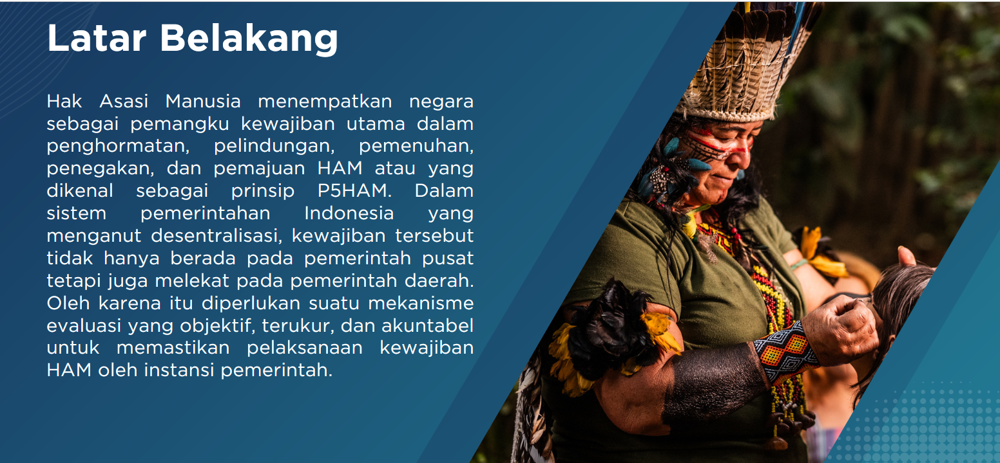 Latar Belakang
Hak Asasi Manusia menempatkan negara
sebagai pemangku kewajiban utama dalam
penghormatan, pelindungan, pemenuhan,
penegakan, dan pemajuan HAM atau yang
dikenal sebagai prinsip P5HAM. Dalam
sistem pemerintahan Indonesia yang
menganut desentralisasi, kewajiban tersebut
tidak hanya berada pada pemerintah pusat
tetapi juga melekat pada pemerintah daerah.
Oleh karena itu diperlukan suatu mekanisme
evaluasi yang objektif, terukur, dan akuntabel
untuk memastikan pelaksanaan kewajiban
HAM oleh instansi pemerintah.